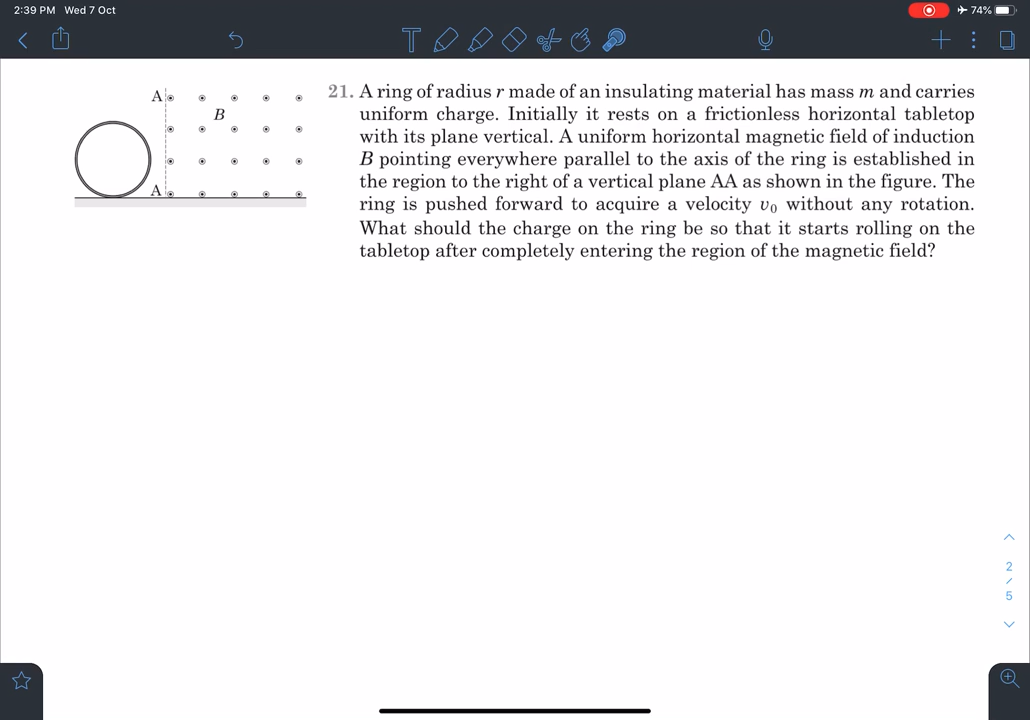 2:39 PM Wed 7 Oct
74%
T
A
B
A
21. A ring of radius r made of an insulating material has mass m and carries
uniform charge. Initially it rests on a frictionless horizontal tabletop
with its plane vertical. A uniform horizontal magnetic field of induction
B pointing everywhere parallel to the axis of the ring is established in
the region to the right of a vertical plane AA as shown in the figure. The
ring is pushed forward to acquire a velocity v₀ without any rotation.
What should the charge on the ring be so that it starts rolling on the
tabletop after completely entering the region of the magnetic field?
2
/
5